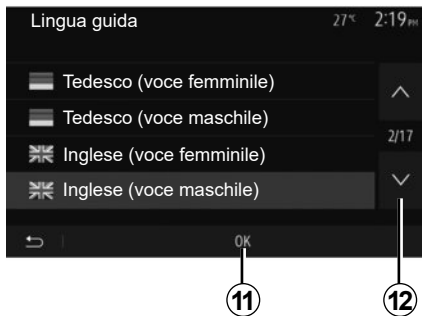 Lingua guida 27°C 2:19PM
Tedesco (voce femminile)
Tedesco (voce maschile)
2/17
Inglese (voce femminile)
Inglese (voce maschile)
OK
11 12